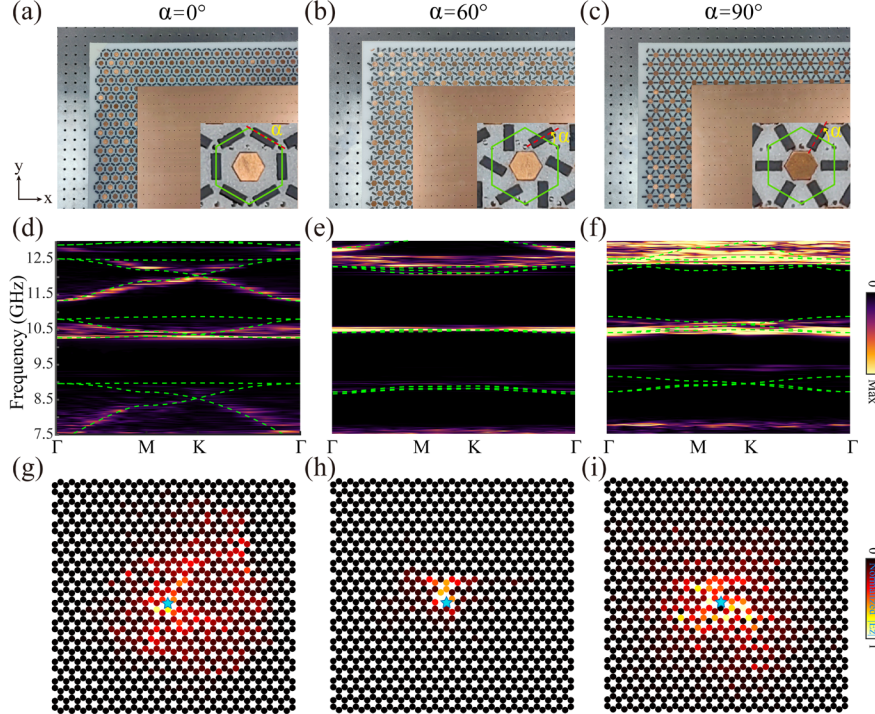 (a) α=0°
(b) α=60°
(c) α=90°
α
α
α
y
x
(d)
(e)
(f)
Frequency (GHz)
12.5
11.5
10.5
9.5
8.5
7.5
Γ M K Γ
Γ M K Γ
Γ M K Γ
0
Max
(g)
(h)
(i)
0
1